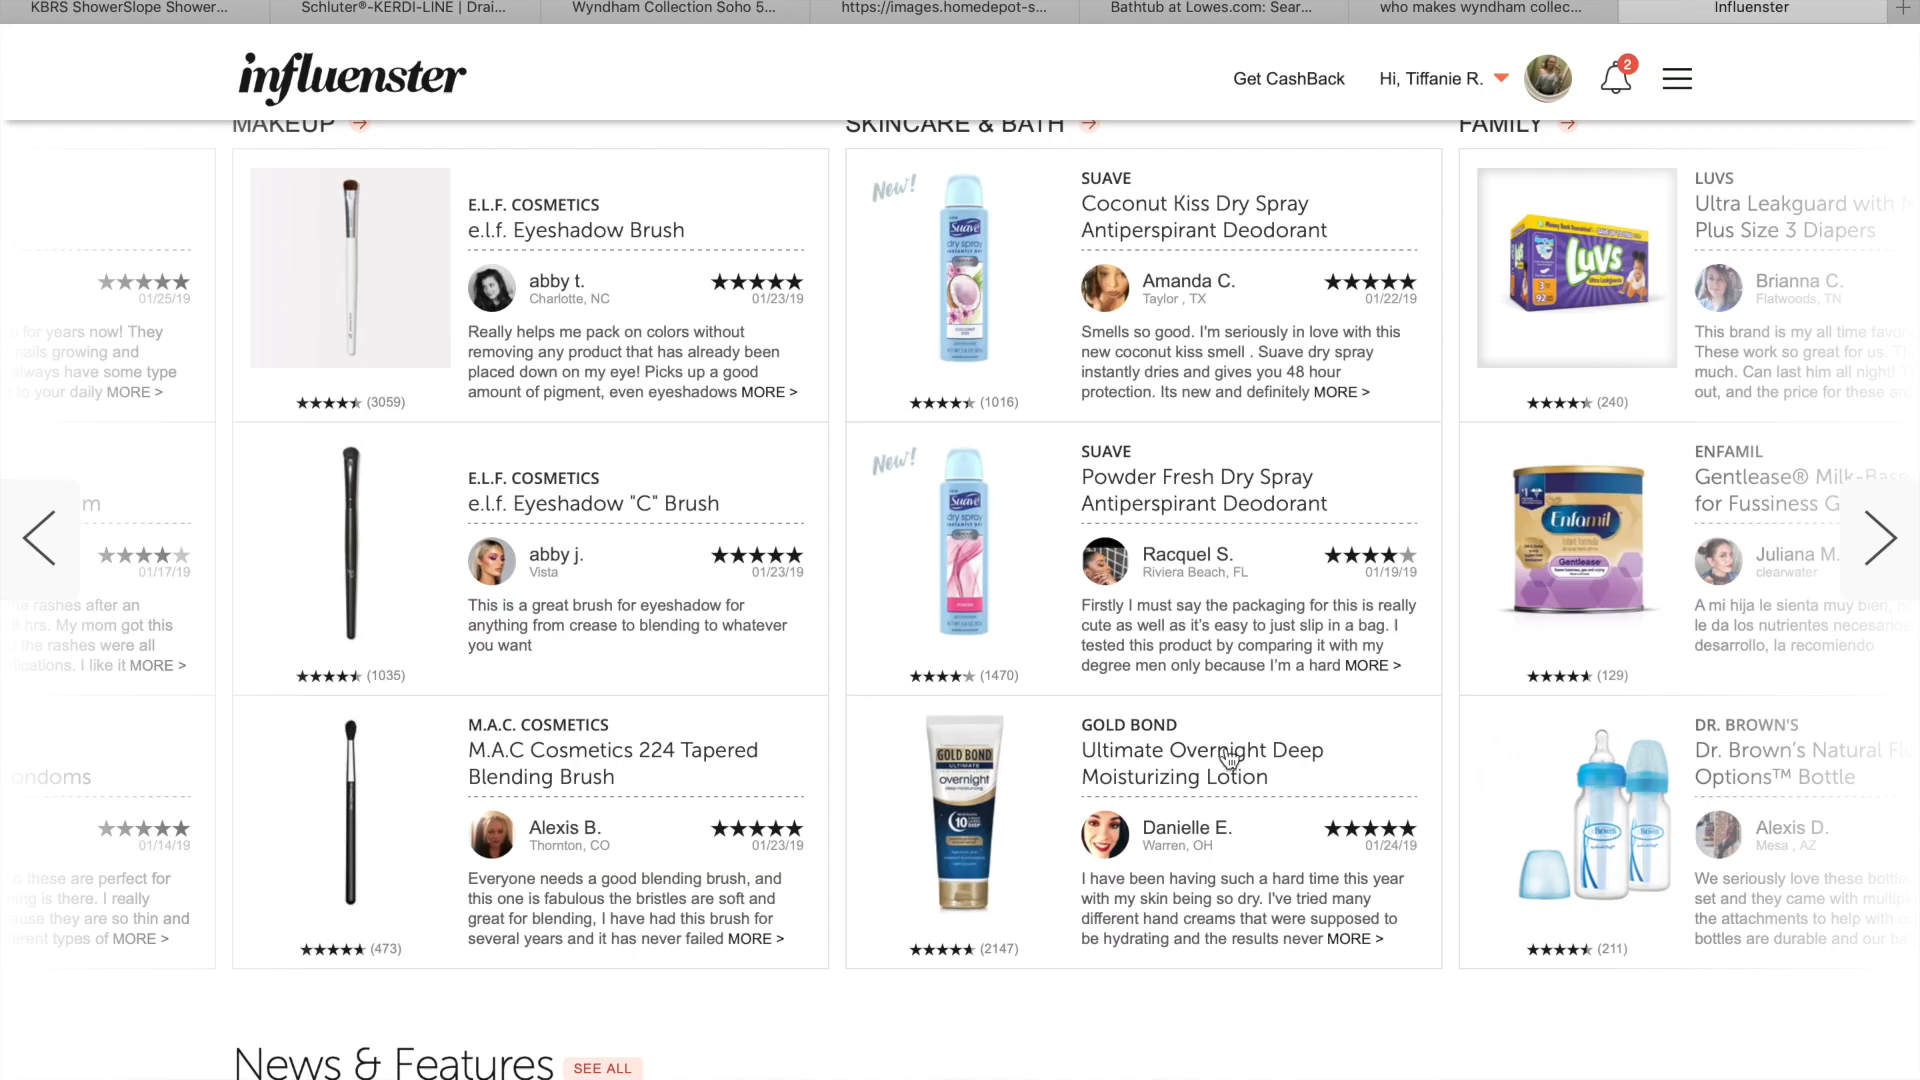 KBRS ShowerSlope Shower...
Schluter®-KERDI-LINE | Drai...
Wyndham Collection Soho 5...
https://images.homedepot-s...
Bathtub at Lowes.com: Sear...
who makes wyndham collec...
Influenster
influenster
Get CashBack
Hi, Tiffanie R.
2
MAKEUP
SKINCARE & BATH
FAMILY
01/25/19
for years now! They
nails growing and
always have some type
to your daily MORE >
m
01/17/19
rashes after an
hrs. My mom got this
the rashes were all
I like it MORE >
ondoms
01/14/19
these are perfect for
is there. I really
they are so thin and
types of MORE >
E.L.F. COSMETICS
e.l.f. Eyeshadow Brush
abby t.
Charlotte, NC
01/23/19
Really helps me pack on colors without
removing any product that has already been
placed down on my eye! Picks up a good
amount of pigment, even eyeshadows MORE >
(3059)
E.L.F. COSMETICS
e.l.f. Eyeshadow "C" Brush
abby j.
Vista
01/23/19
This is a great brush for eyeshadow for
anything from crease to blending to whatever
you want
(1035)
M.A.C. COSMETICS
M.A.C Cosmetics 224 Tapered
Blending Brush
Alexis B.
Thornton, CO
01/23/19
Everyone needs a good blending brush, and
this one is fabulous the bristles are soft and
great for blending, I have had this brush for
several years and it has never failed MORE >
(473)
New!
Suave
dry spray
SUAVE
Coconut Kiss Dry Spray
Antiperspirant Deodorant
Amanda C.
Taylor , TX
01/22/19
Smells so good. I'm seriously in love with this
new coconut kiss smell . Suave dry spray
instantly dries and gives you 48 hour
protection. Its new and definitely MORE >
(1016)
New!
Suave
dry spray
SUAVE
Powder Fresh Dry Spray
Antiperspirant Deodorant
Racquel S.
Riviera Beach, FL
01/19/19
Firstly I must say the packaging for this is really
cute as well as it’s easy to just slip in a bag. I
tested this product by comparing it with my
degree men only because I’m a hard MORE >
(1470)
GOLD BOND
ULTIMATE
overnight
10
GOLD BOND
Ultimate Overnight Deep
Moisturizing Lotion
Danielle E.
Warren, OH
01/24/19
I have been having such a hard time this year
with my skin being so dry. I've tried many
different hand creams that were supposed to
be hydrating and the results never MORE >
(2147)
Luvs
3
92
LUVS
Ultra Leakguard with
Plus Size 3 Diapers
Brianna C.
Flatwoods, TN
This brand is my all time favor
These work so great for us.
much. Can last him all night!
out, and the price for these
(240)
#1
Enfamil
Gentlease
ENFAMIL
Gentlease® Milk-Base
for Fussiness G
Juliana M.
clearwater
A mi hija le sienta muy bien,
le da los nutrientes necesarios
desarrollo, la recomiendo
(129)
DR. BROWN'S
Dr. Brown’s Natural Fl
Options™ Bottle
Alexis D.
Mesa , AZ
We seriously love these bottle
set and they came with multip
the attachments to help with
bottles are durable and our
(211)
News & Features
SEE ALL